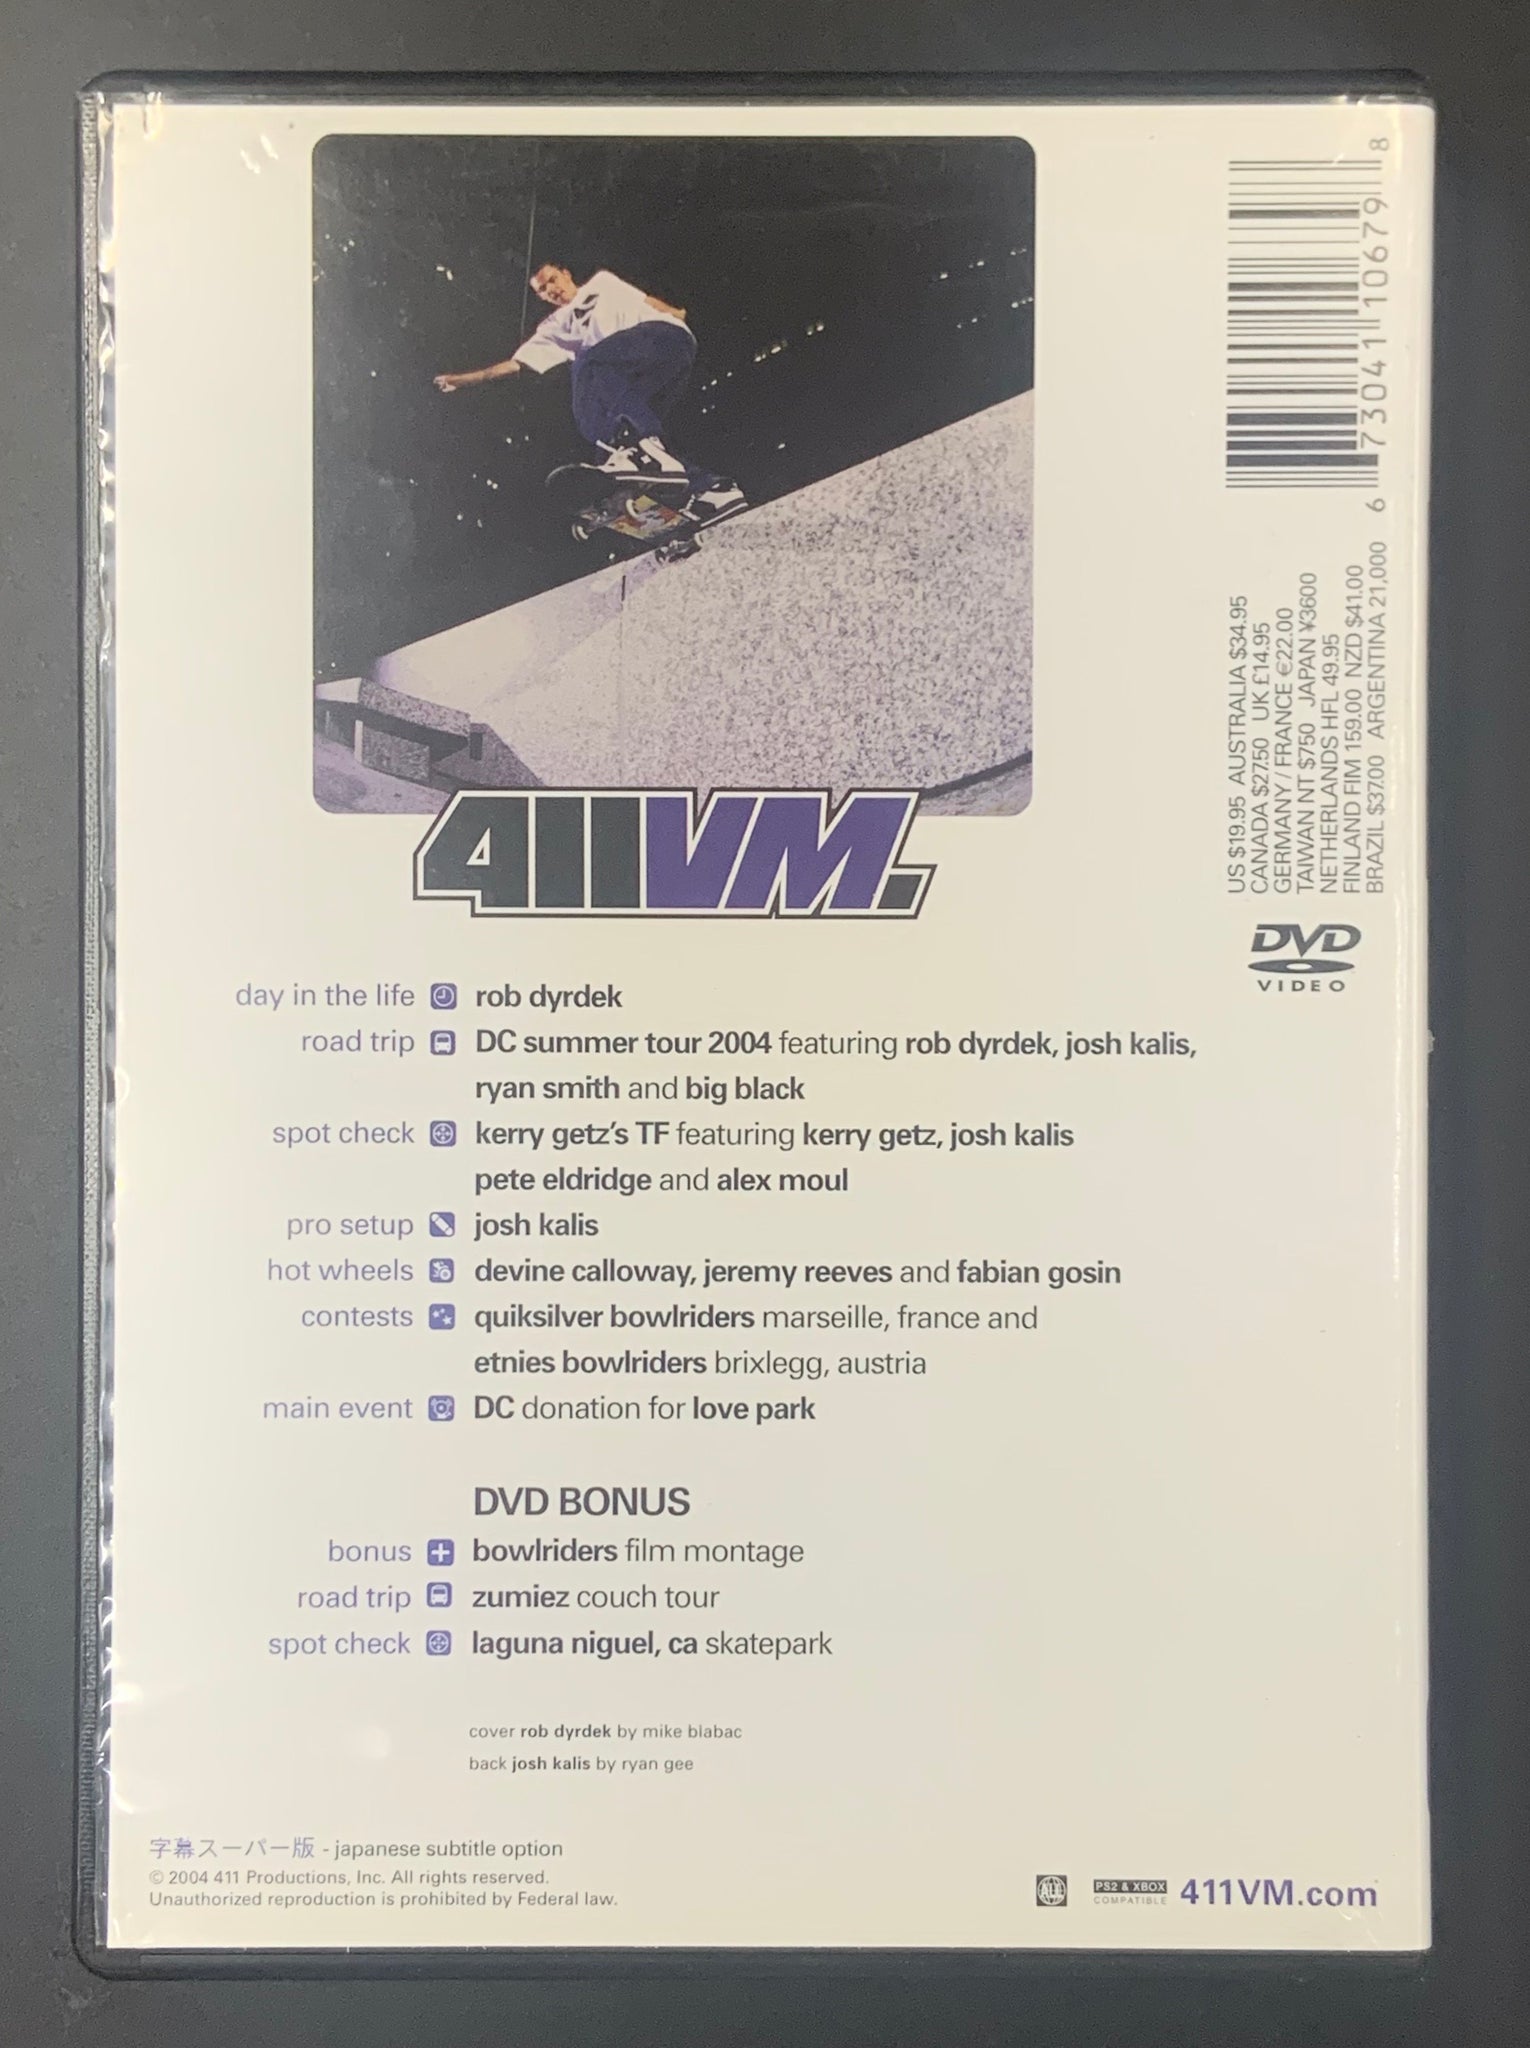 411VM.
day in the life rob dyrdek
road trip DC summer tour 2004 featuring rob dyrdek, josh kalis,
ryan smith and big black
spot check kerry getz's TF featuring kerry getz, josh kalis
pete eldridge and alex moul
pro setup josh kalis
hot wheels devine calloway, jeremy reeves and fabian gosin
contests quiksilver bowlriders marseille, france and
etnies bowlriders brixlegg, austria
main event DC donation for love park
DVD BONUS
bonus bowlriders film montage
road trip zumiez couch tour
spot check laguna niguel, ca skatepark
cover rob dyrdek by mike blabac
back josh kalis by ryan gee
字幕スーパー版 - japanese subtitle option
© 2004 411 Productions, Inc. All rights reserved.
Unauthorized reproduction is prohibited by Federal law.
ALL
PS2 & XBOX
COMPATIBLE
411VM.com
6 73041 10679 8
US $19.95 AUSTRALIA $34.95
CANADA $27.50 UK £14.95
GERMANY / FRANCE €22.00
TAIWAN NT $750 JAPAN ¥3600
NETHERLANDS HFL 49.95
FINLAND FIM 159.00 NZD $41.00
BRAZIL $37.00 ARGENTINA 21,000
DVD
VIDEO